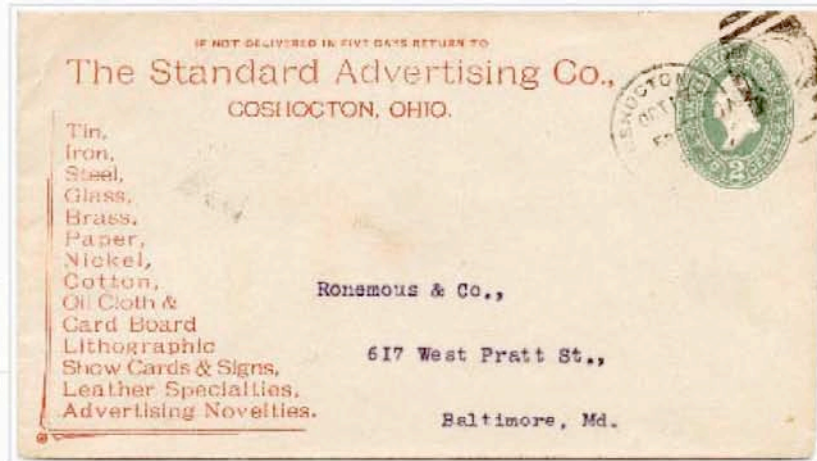 IF NOT DELIVERED IN FIVE DAYS RETURN TO
The Standard Advertising Co.,
COSHOCTON, OHIO.
Tin,
Iron,
Steel,
Glass,
Brass,
Paper,
Nickel,
Cotton,
Oil Cloth &
Card Board
Lithographic
Show Cards & Signs,
Leather Specialties,
Advertising Novelties.
OCT
2
Ronemous & Co.,
617 West Pratt St.,
Baltimore, Md.